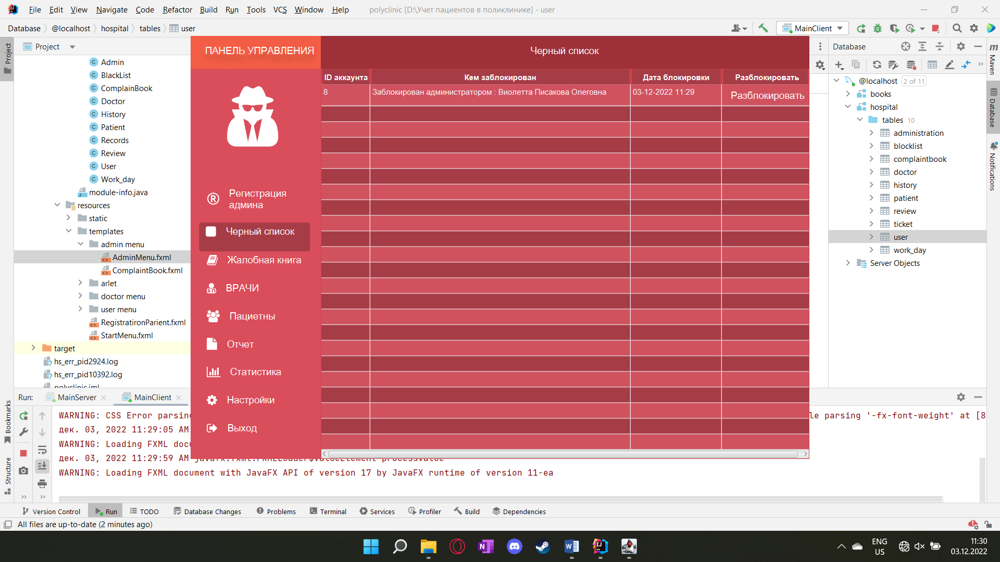 File Edit View Navigate Code Refactor Build Run Tools VCS Window Help polyclinic [D:\Учет пациентов в поликлинике] - user
Database @localhost hospital tables user MainClient
Project
Admin
BlackList
ComplainBook
Doctor
History
Patient
Records
Review
User
Work_day
module-info.java
resources
static
templates
admin menu
AdminMenu.fxml
ComplaintBook.fxml
arlet
doctor menu
user menu
RegistratironParient.fxml
StartMenu.fxml
target
hs_err_pid2924.log
hs_err_pid10392.log
polyclinic.iml
ПАНЕЛЬ УПРАВЛЕНИЯ
® Регистрация
админа
Черный список
Жалобная книга
ВРАЧИ
Пациетны
Отчет
Статистика
Настройки
Выход
Черный список
ID аккаунта Кем заблокирован Дата блокировки Разблокировать
8 Заблокирован администратором : Виолетта Писакова Олеговна 03-12-2022 11:29 Разблокировать
Database
@localhost 2 of 11
books
hospital
tables 10
administration
blocklist
complaintbook
doctor
history
patient
review
ticket
user
work_day
Server Objects
Project
Bookmarks
Structure
m Maven
Database
Notifications
Run: MainServer MainClient
WARNING: CSS Error parsing le parsing '-fx-font-weight' at [8
дек. 03, 2022 11:29:05 AM
WARNING: Loading FXML docu
дек. 03, 2022 11:29:59 AM javafx.fxml.FXMLLoader$ValueElement processValue
WARNING: Loading FXML document with JavaFX API of version 17 by JavaFX runtime of version 11-ea
Version Control Run TODO Database Changes Problems Terminal Services Profiler Build Dependencies
All files are up-to-date (2 minutes ago)
ENG
US
11:30
03.12.2022